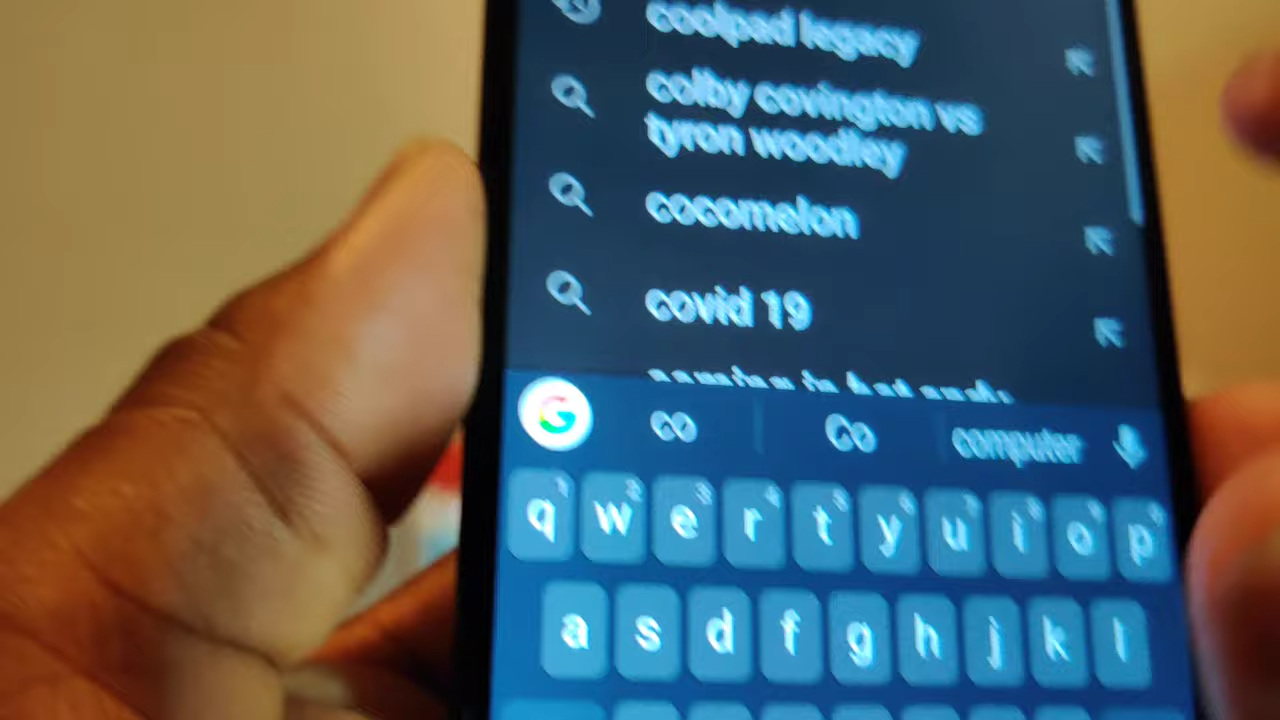 coolpad legacy
colby covington vs
tyron woodley
cocomelon
covid 19
G
co Co computer
q w e r t y u i o p
a s d f g h j k l